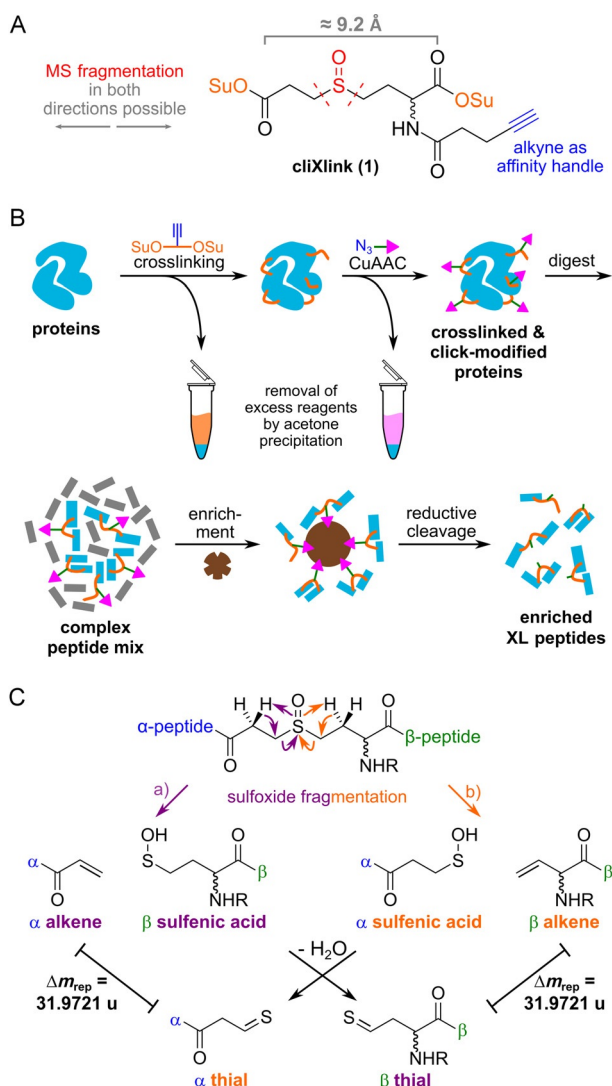 A
≈ 9.2 Å
MS fragmentation
in both
directions possible
O
O
SuO
S
OSu
O
HN
O
cliXlink (1)
alkyne as
affinity handle
B
SuO
OSu
crosslinking
N3
CuAAC
digest
proteins
crosslinked &
click-modified
proteins
removal of
excess reagents
by acetone
precipitation
enrich-
ment
reductive
cleavage
complex
peptide mix
enriched
XL peptides
C
H
H
O
H
H
O
α-peptide
S
β-peptide
O
NHR
a)
sulfoxide fragmentation
b)
OH
O
OH
O
α
S
β
α
S
β
O
NHR
O
NHR
α alkene
β sulfenic acid
α sulfenic acid
β alkene
- H2O
Δmrep =
31.9721 u
Δmrep =
31.9721 u
α
S
S
O
β
O
NHR
α thial
β thial